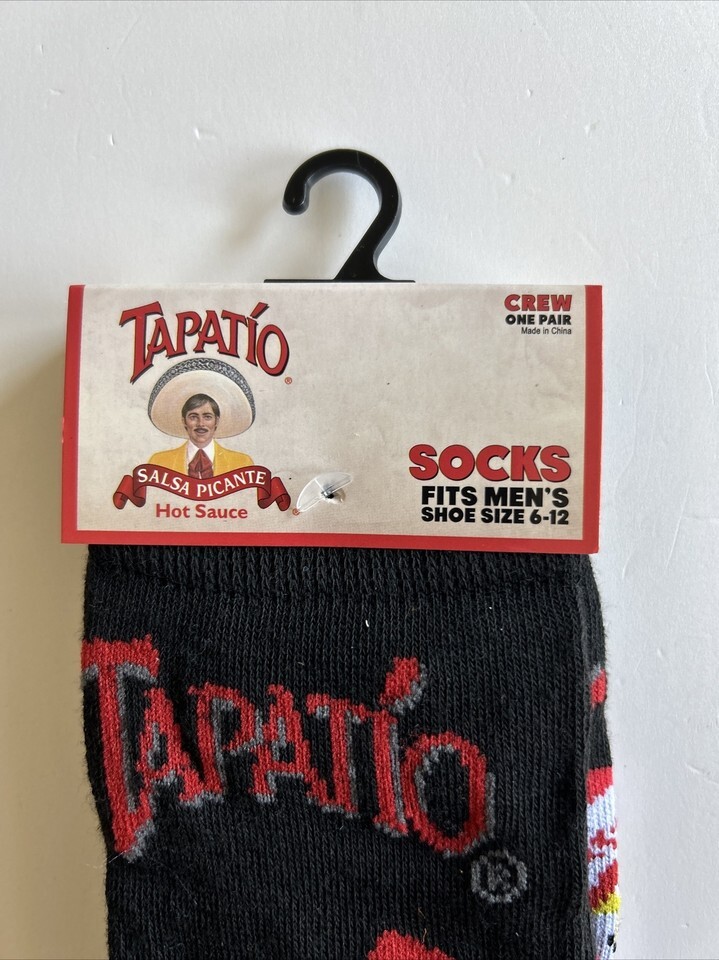 TAPATÍO®
SALSA PICANTE
Hot Sauce®
CREW
ONE PAIR
Made in China
SOCKS
FITS MEN'S
SHOE SIZE 6-12
TAPATÍO
®